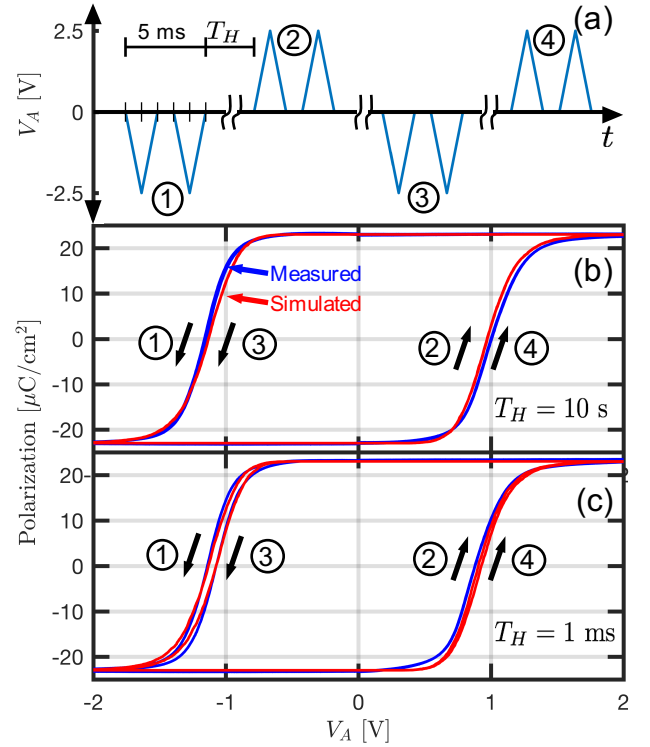 (a)
5 ms
T_H
2
4
V_A [V]
2.5
0
-2.5
1
3
t
(b)
Measured
Simulated
Polarization [μC/cm²]
20
10
0
-10
-20
1
3
2
4
T_H = 10 s
(c)
20
10
0
-10
-20
1
3
2
4
T_H = 1 ms
-2
-1
0
1
2
V_A [V]